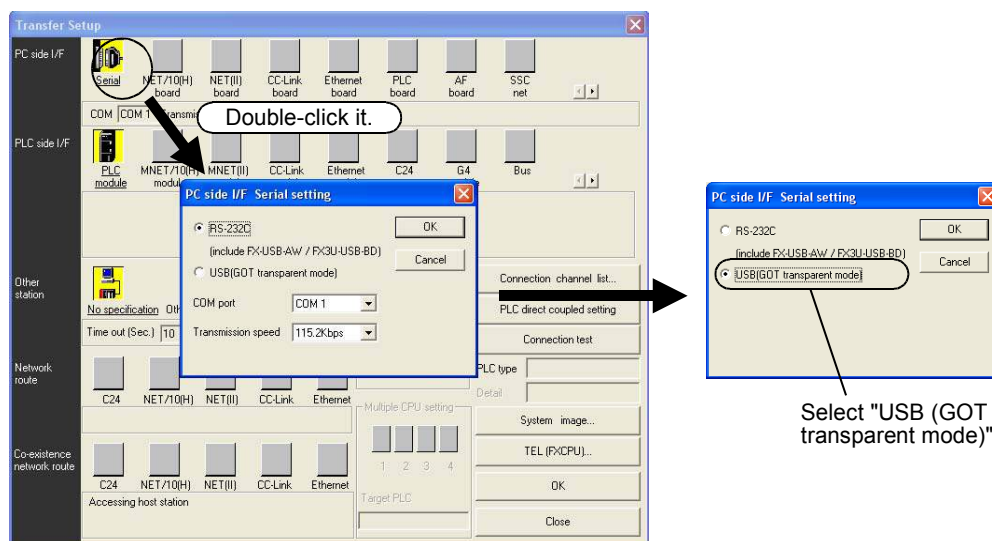 Transfer Setup
PC side I/F
Serial
NET/10(H) board
NET(II) board
CC-Link board
Ethernet board
PLC board
AF board
SSC net
COM COM 1
Double-click it.
PLC side I/F
PLC module
MNET/10(H)
MNET(II)
CC-Link
Ethernet
C24
G4
Bus
PC side I/F Serial setting
RS-232C
(include FX-USB-AW / FX3U-USB-BD)
USB(GOT transparent mode)
COM port COM 1
Transmission speed 115.2Kbps
OK
Cancel
Other station
No specification
Time out (Sec.) 10
Connection channel list...
PLC direct coupled setting
Connection test
PLC type
Detail
System image...
TEL (FXCPU)...
OK
Close
Network route
C24
NET/10(H)
NET(II)
CC-Link
Ethernet
Multiple CPU setting
1 2 3 4
Target PLC
Co-existence network route
C24
NET/10(H)
NET(II)
CC-Link
Ethernet
Accessing host station
PC side I/F Serial setting
RS-232C
(include FX-USB-AW / FX3U-USB-BD)
USB(GOT transparent mode)
OK
Cancel
Select "USB (GOT
transparent mode)"